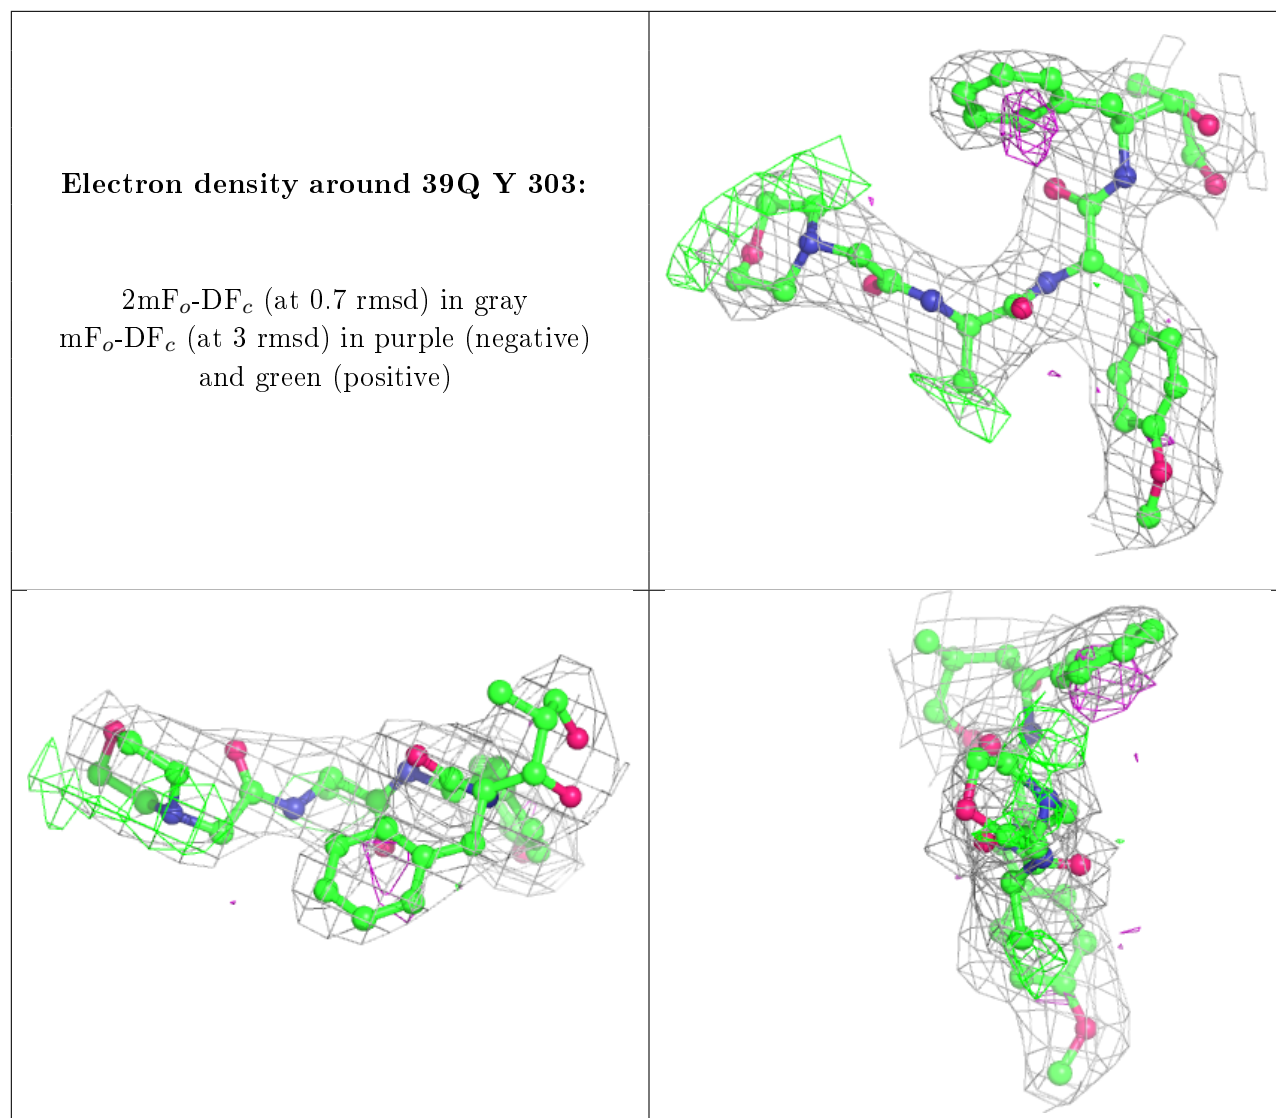 Electron density around 39Q Y 303:
2mFₒ-DF𝒸 (at 0.7 rmsd) in gray
mFₒ-DF𝒸 (at 3 rmsd) in purple (negative)
and green (positive)